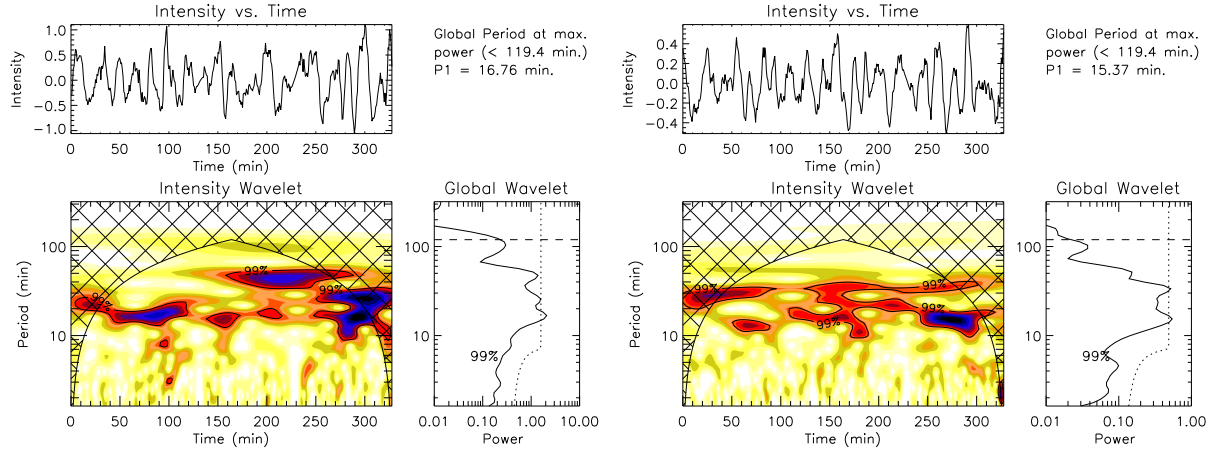 Intensity vs. Time
Intensity
1.0
0.5
0.0
−0.5
−1.0
0 50 100 150 200 250 300
Time (min)
Global Period at max.
power (< 119.4 min.)
P1 = 16.76 min.
Intensity vs. Time
Intensity
0.4
0.2
0.0
−0.2
−0.4
0 50 100 150 200 250 300
Time (min)
Global Period at max.
power (< 119.4 min.)
P1 = 15.37 min.
Intensity Wavelet
Period (min)
100
10
99%
99%
99%
0 50 100 150 200 250 300
Time (min)
Global Wavelet
100
10
99%
0.01 0.10 1.00 10.00
Power
Intensity Wavelet
Period (min)
100
10
99%
99%
99%
99%
0 50 100 150 200 250 300
Time (min)
Global Wavelet
100
10
99%
0.01 0.10 1.00
Power